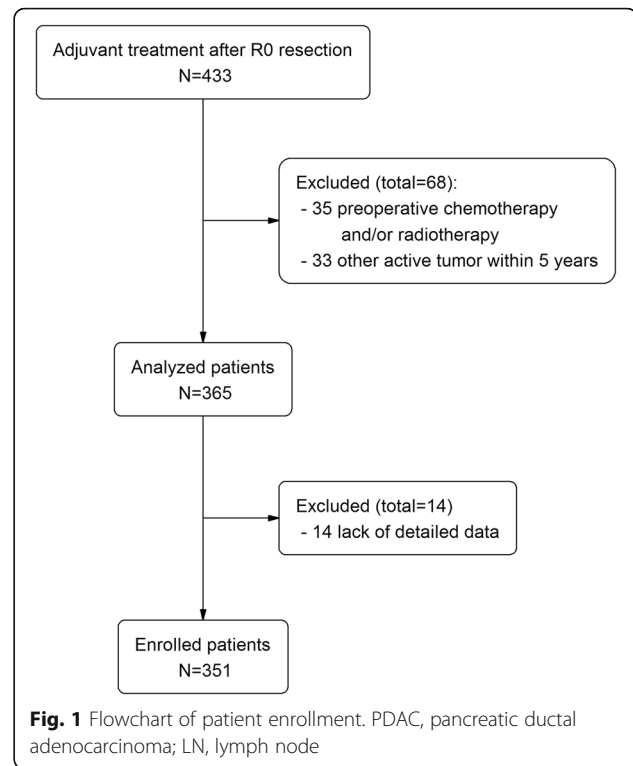 Adjuvant treatment after R0 resection
N=433
Excluded (total=68):
- 35 preoperative chemotherapy
and/or radiotherapy
- 33 other active tumor within 5 years
Analyzed patients
N=365
Excluded (total=14)
- 14 lack of detailed data
Enrolled patients
N=351
Fig. 1 Flowchart of patient enrollment. PDAC, pancreatic ductal
adenocarcinoma; LN, lymph node